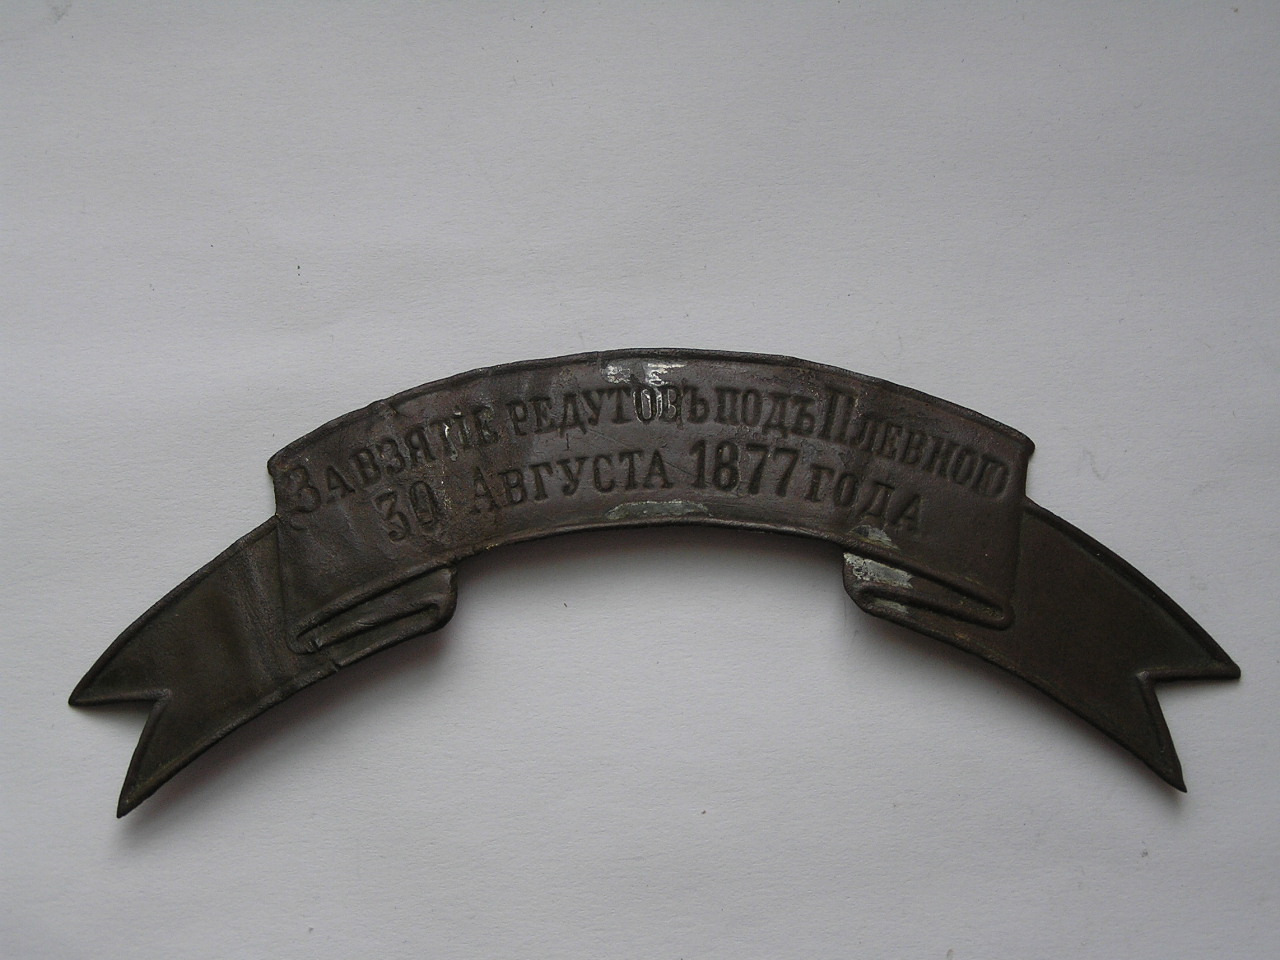 За взятіе редутовъ подъ Плевною
30 Августа 1877 года